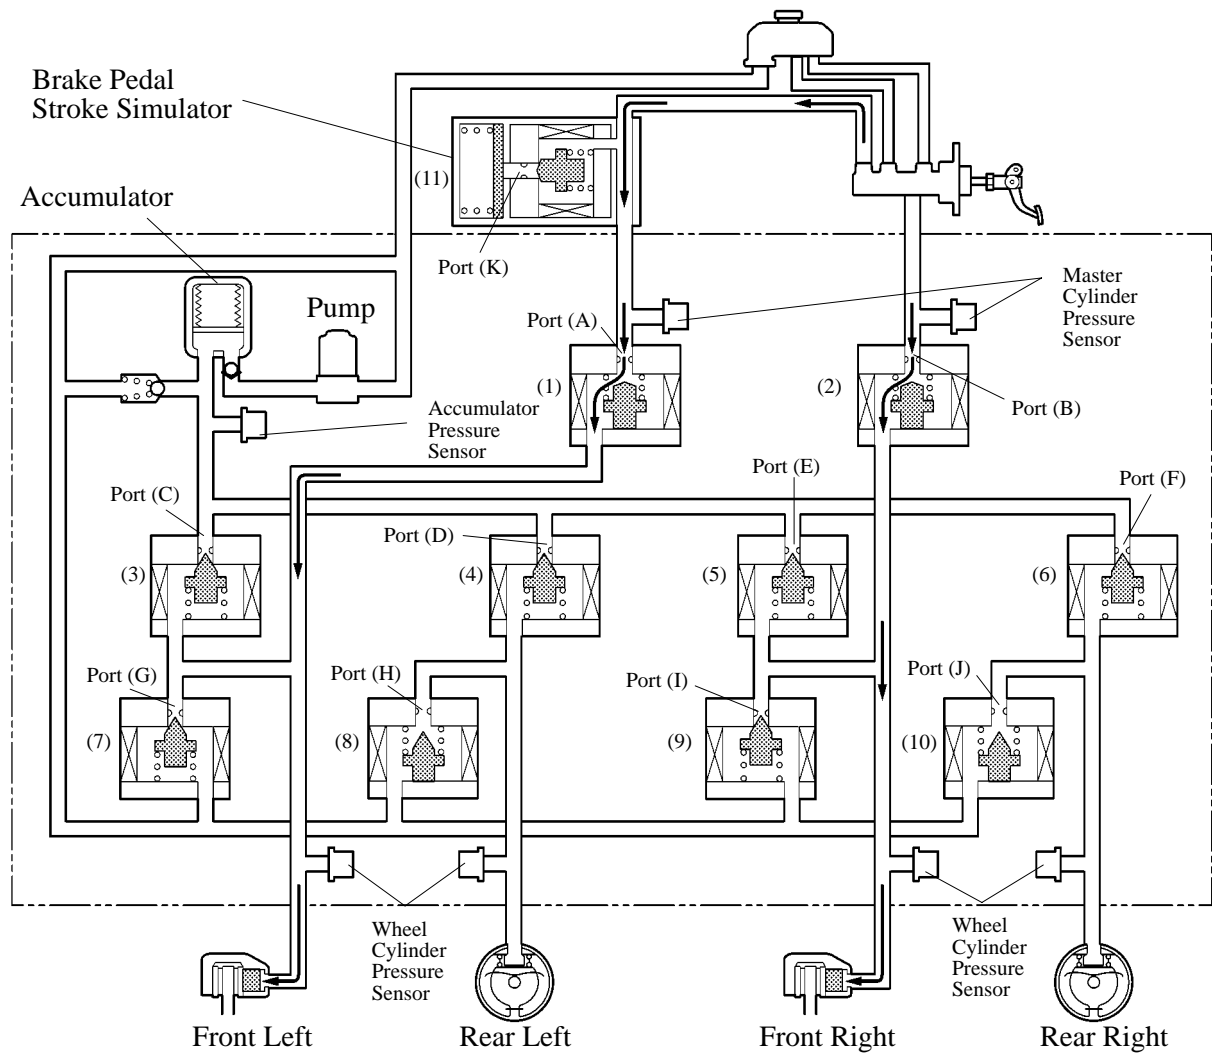 Brake Pedal
Stroke Simulator
(11)
Accumulator
Port (K)
Pump
Master
Cylinder
Pressure
Sensor
Port (A)
(1)
(2)
Port (B)
Accumulator
Pressure
Sensor
Port (E)
Port (F)
Port (C)
Port (D)
(3)
(4)
(5)
(6)
Port (G)
Port (H)
Port (I)
Port (J)
(7)
(8)
(9)
(10)
Wheel
Cylinder
Pressure
Sensor
Wheel
Cylinder
Pressure
Sensor
Front Left
Rear Left
Front Right
Rear Right